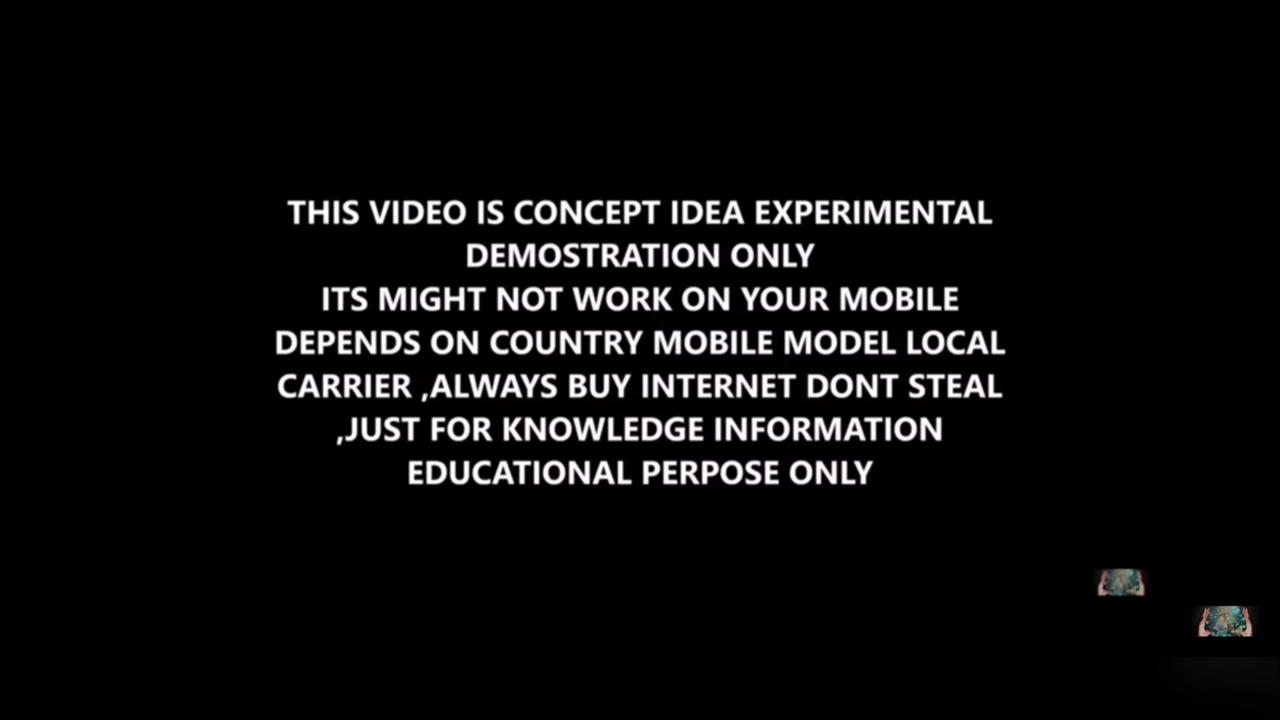 THIS VIDEO IS CONCEPT IDEA EXPERIMENTAL
DEMOSTRATION ONLY
ITS MIGHT NOT WORK ON YOUR MOBILE
DEPENDS ON COUNTRY MOBILE MODEL LOCAL
CARRIER ,ALWAYS BUY INTERNET DONT STEAL
,JUST FOR KNOWLEDGE INFORMATION
EDUCATIONAL PERPOSE ONLY